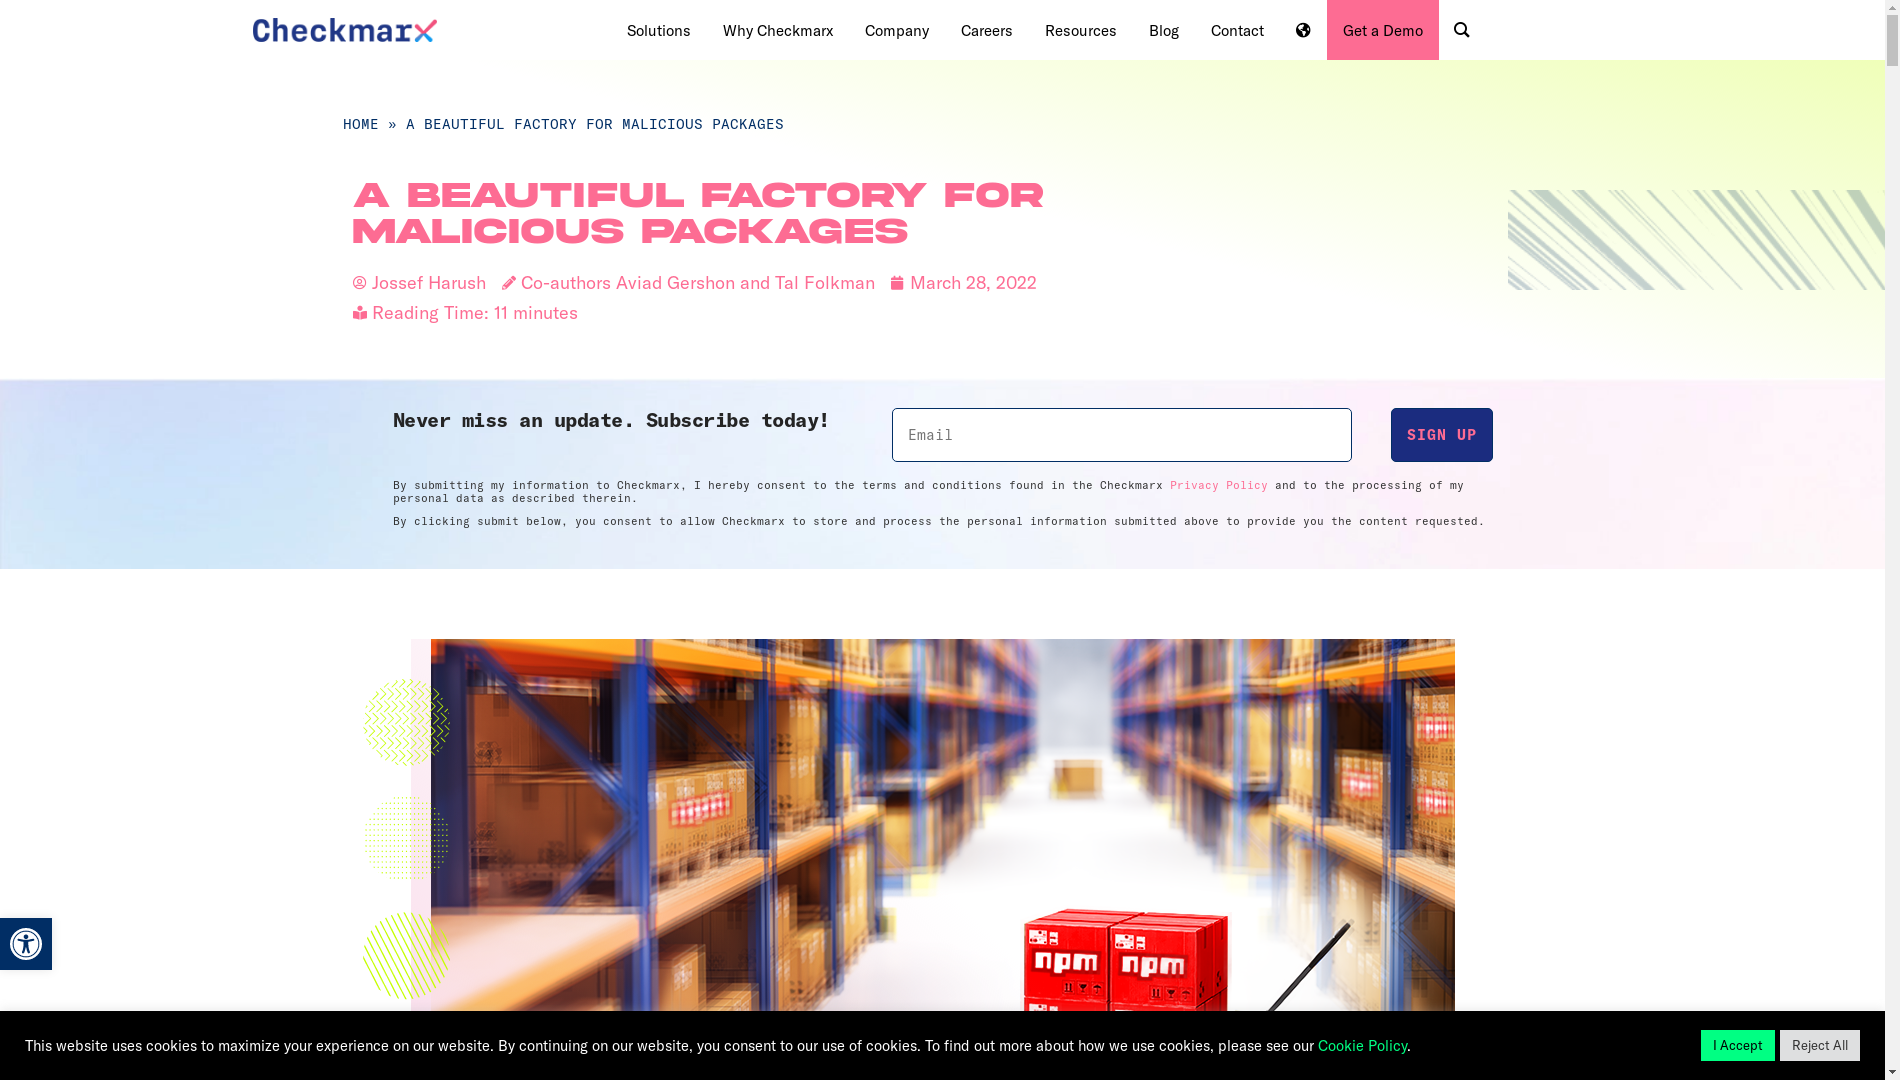 Checkmarx
Solutions
Why Checkmarx
Company
Careers
Resources
Blog
Contact
Get a Demo
HOME » A BEAUTIFUL FACTORY FOR MALICIOUS PACKAGES
A BEAUTIFUL FACTORY FOR
MALICIOUS PACKAGES
Jossef Harush
Co-authors Aviad Gershon and Tal Folkman
March 28, 2022
Reading Time: 11 minutes
Never miss an update. Subscribe today!
Email
SIGN UP
By submitting my information to Checkmarx, I hereby consent to the terms and conditions found in the Checkmarx Privacy Policy and to the processing of my
personal data as described therein.
By clicking submit below, you consent to allow Checkmarx to store and process the personal information submitted above to provide you the content requested.
npm
npm
This website uses cookies to maximize your experience on our website. By continuing on our website, you consent to our use of cookies. To find out more about how we use cookies, please see our Cookie Policy.
I Accept
Reject All